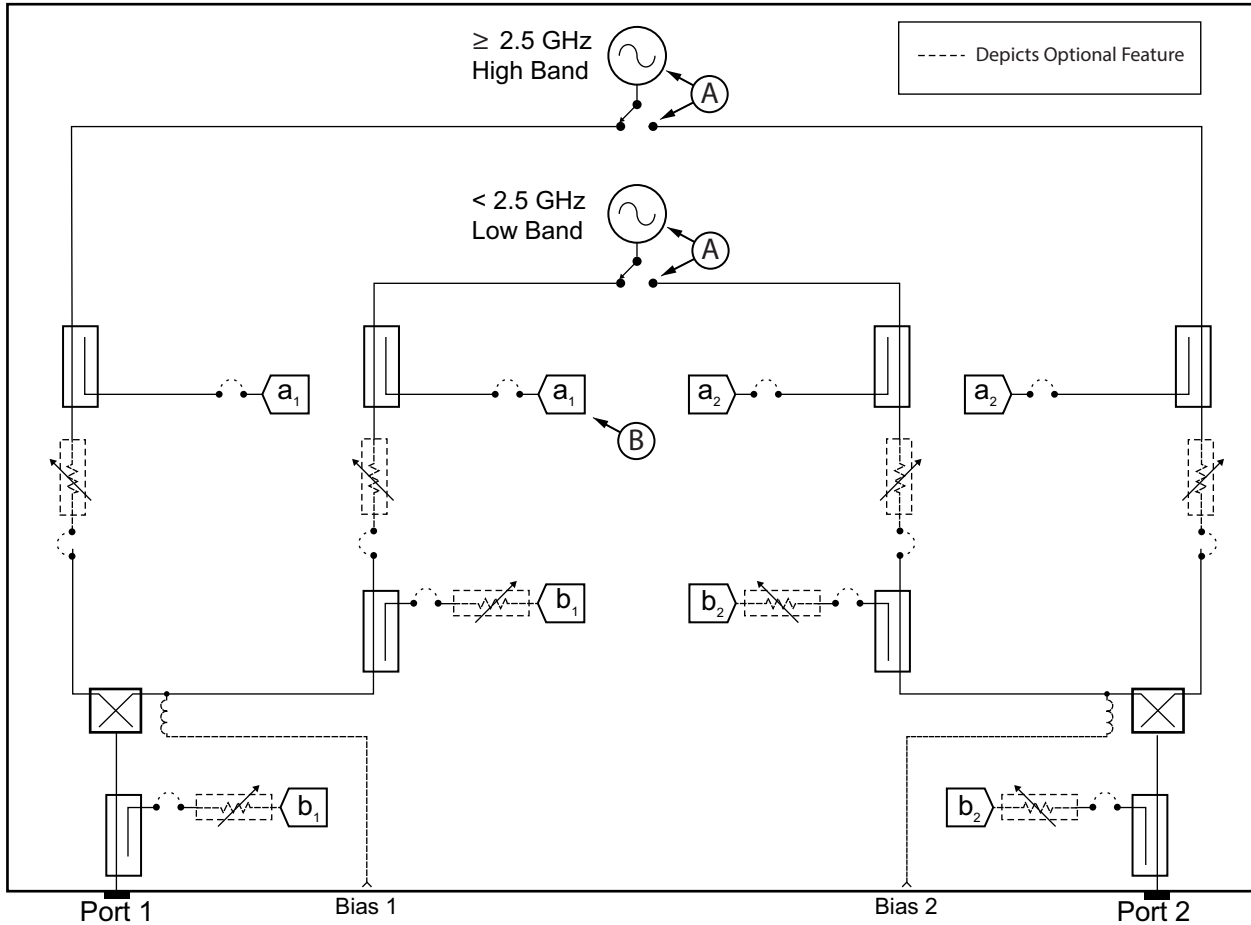 ≥ 2.5 GHz
High Band
A
Depicts Optional Feature
< 2.5 GHz
Low Band
A
a₁
a₁
a₂
a₂
B
b₁
b₂
b₁
b₂
Port 1
Bias 1
Bias 2
Port 2